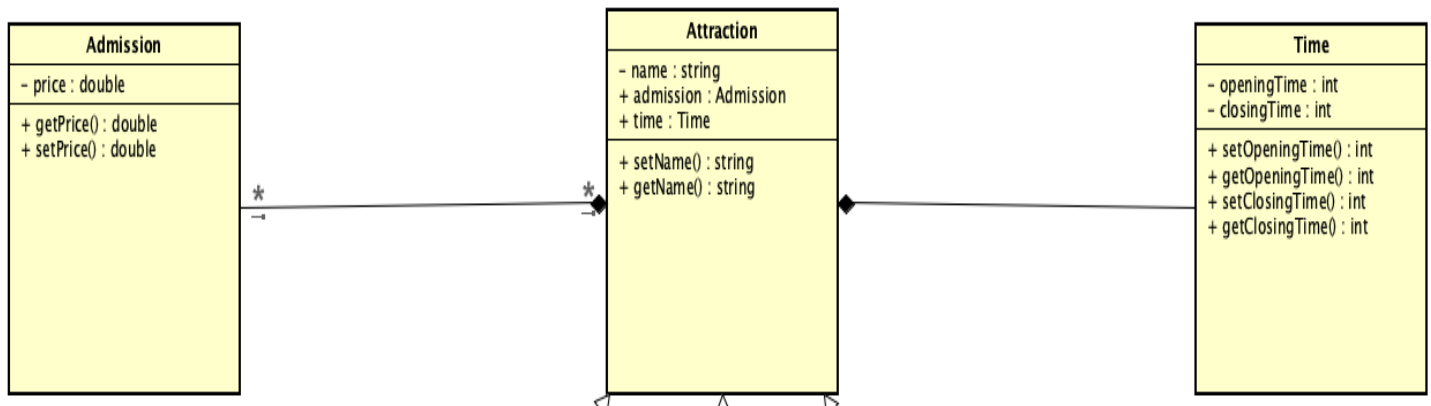 Admission
- price : double
+ getPrice() : double
+ setPrice() : double
*
*
Attraction
- name : string
+ admission : Admission
+ time : Time
+ setName() : string
+ getName() : string
Time
- openingTime : int
- closingTime : int
+ setOpeningTime() : int
+ getOpeningTime() : int
+ setClosingTime() : int
+ getClosingTime() : int